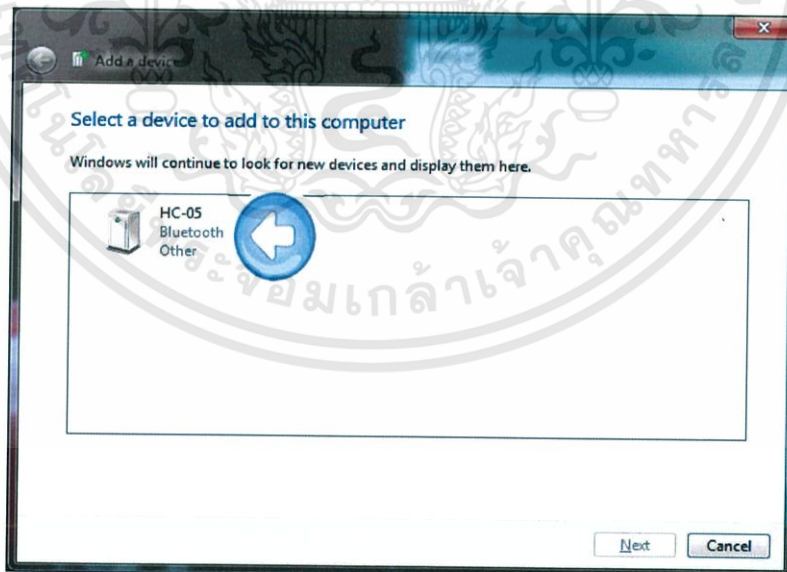 Add a device
Select a device to add to this computer
Windows will continue to look for new devices and display them here.
HC-05
Bluetooth
Other
Next
Cancel